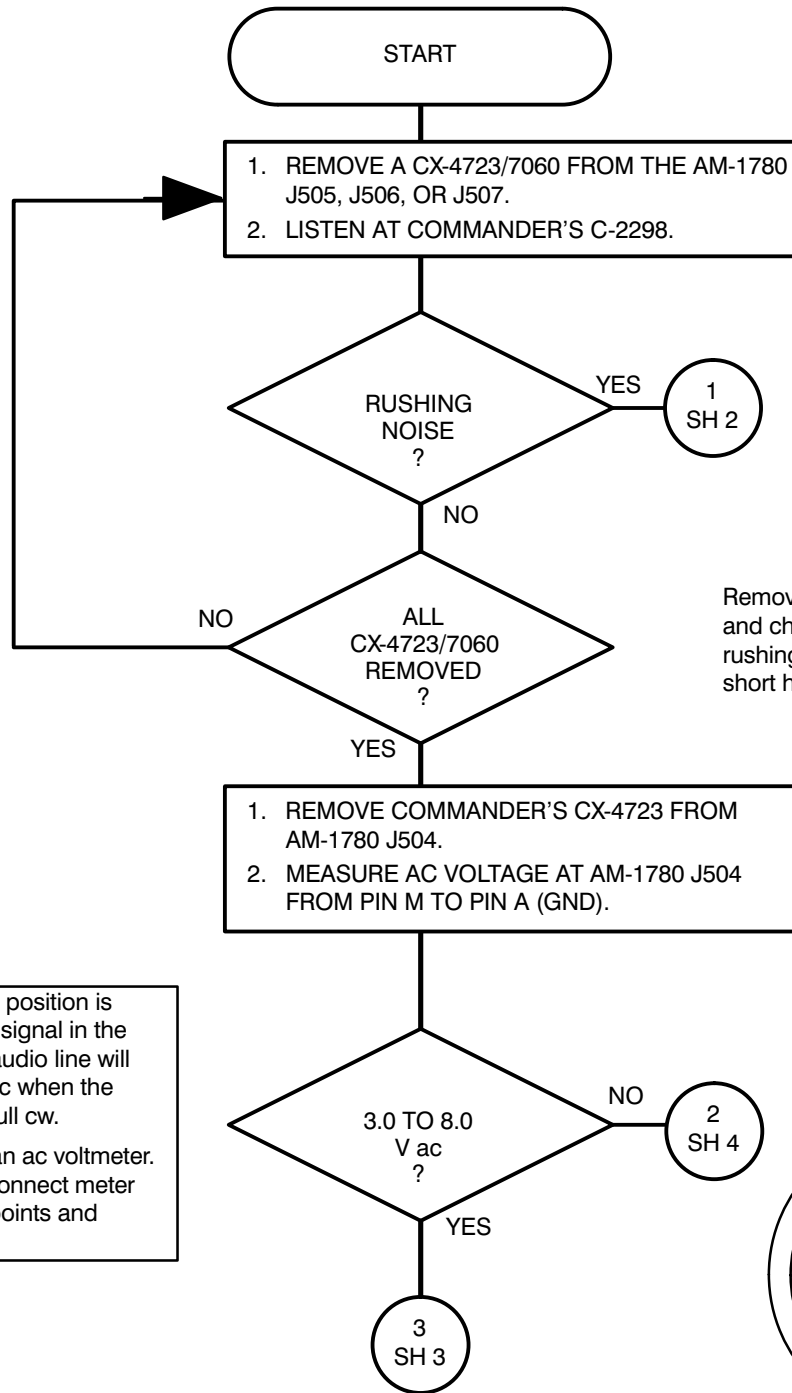 START
1. REMOVE A CX-4723/7060 FROM THE AM-1780
J505, J506, OR J507.
2. LISTEN AT COMMANDER’S C-2298.
RUSHING
NOISE
?
YES
1
SH 2
NO
ALL
CX-4723/7060
REMOVED
?
NO
YES
Remov
and ch
rushing
short h
1. REMOVE COMMANDER’S CX-4723 FROM
AM-1780 J504.
2. MEASURE AC VOLTAGE AT AM-1780 J504
FROM PIN M TO PIN A (GND).
position is
signal in the
audio line will
c when the
ull cw.
an ac voltmeter.
onnect meter
points and
3.0 TO 8.0
V ac
?
NO
2
SH 4
YES
3
SH 3